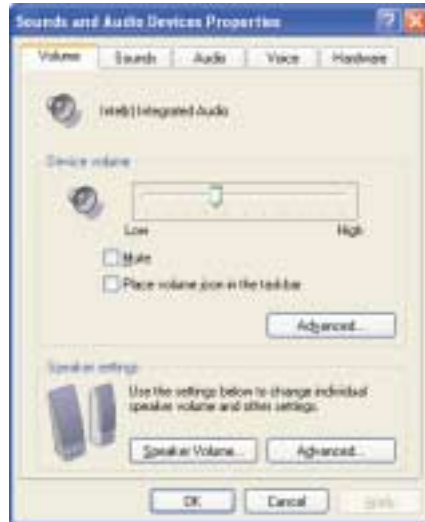 Sounds and Audio Devices Properties
Volume Sounds Audio Voice Hardware
Intel(r) Integrated Audio
Device volume
Low High
Mute
Place volume icon in the taskbar
Advanced...
Speaker settings
Use the settings below to change individual
speaker volume and other settings.
Speaker Volume... Advanced...
OK Cancel Apply